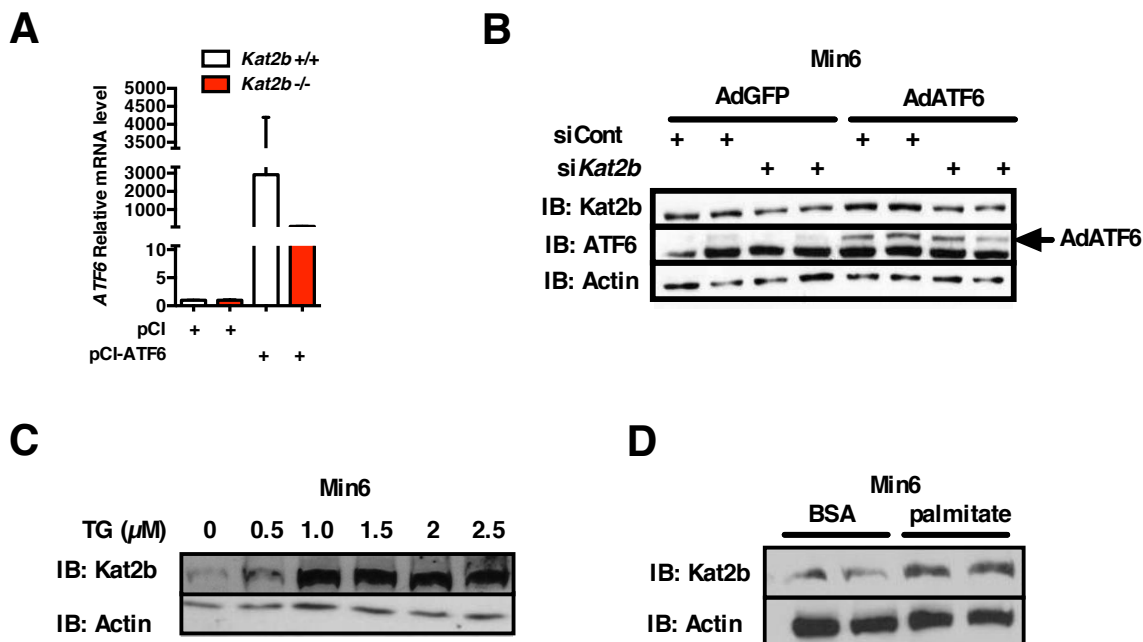 A
Kat2b +/+
Kat2b -/-
ATF6 Relative mRNA level
5000
4500
4000
3500
3000
2000
1000
10
5
0
pCI + +
pCI-ATF6 + +
B
Min6
AdGFP AdATF6
siCont + + + +
siKat2b + + + +
IB: Kat2b
IB: ATF6
AdATF6
IB: Actin
C
Min6
TG (µM) 0 0.5 1.0 1.5 2 2.5
IB: Kat2b
IB: Actin
D
Min6
BSA palmitate
IB: Kat2b
IB: Actin